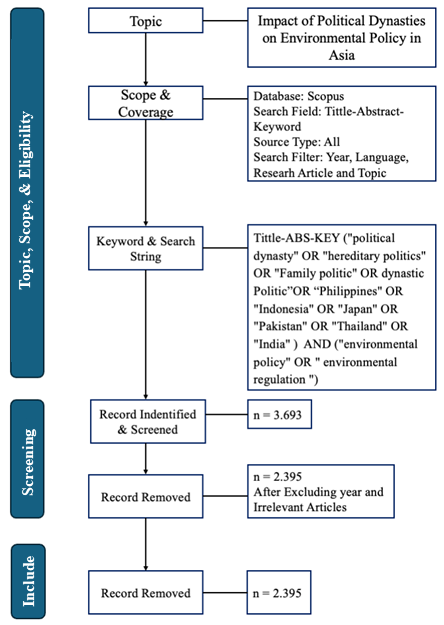 Topic, Scope, & Eligibility
Topic
Impact of Political Dynasties
on Environmental Policy in
Asia
Scope &
Coverage
Database: Scopus
Search Field: Tittle-Abstract-
Keyword
Source Type: All
Search Filter: Year, Language,
Researh Article and Topic
Keyword & Search
String
Tittle-ABS-KEY ("political
dynasty" OR "hereditary politics"
OR "Family politic" OR dynastic
Politic”OR “Philippines" OR
"Indonesia" OR "Japan" OR
"Pakistan" OR "Thailand" OR
"India" ) AND ("environmental
policy" OR " environmental
regulation ")
Screening
Record Indentified
& Screened
n = 3.693
Record Removed
n = 2.395
After Excluding year and
Irrelevant Articles
Include
Record Removed
n = 2.395